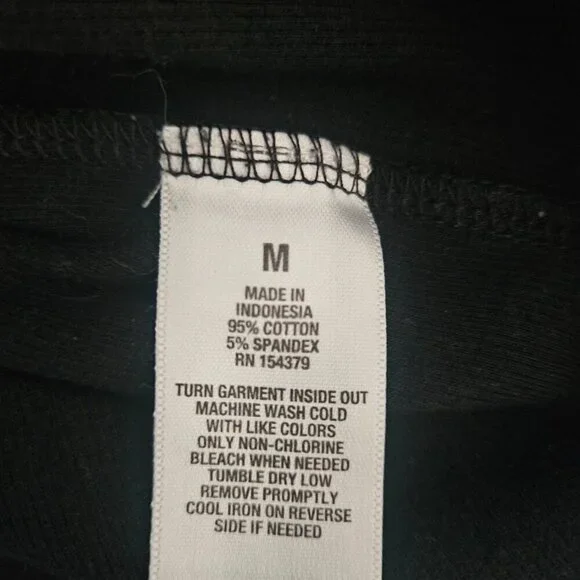 M
MADE IN
INDONESIA
95% COTTON
5% SPANDEX
RN 154379
TURN GARMENT INSIDE OUT
MACHINE WASH COLD
WITH LIKE COLORS
ONLY NON-CHLORINE
BLEACH WHEN NEEDED
TUMBLE DRY LOW
REMOVE PROMPTLY
COOL IRON ON REVERSE
SIDE IF NEEDED